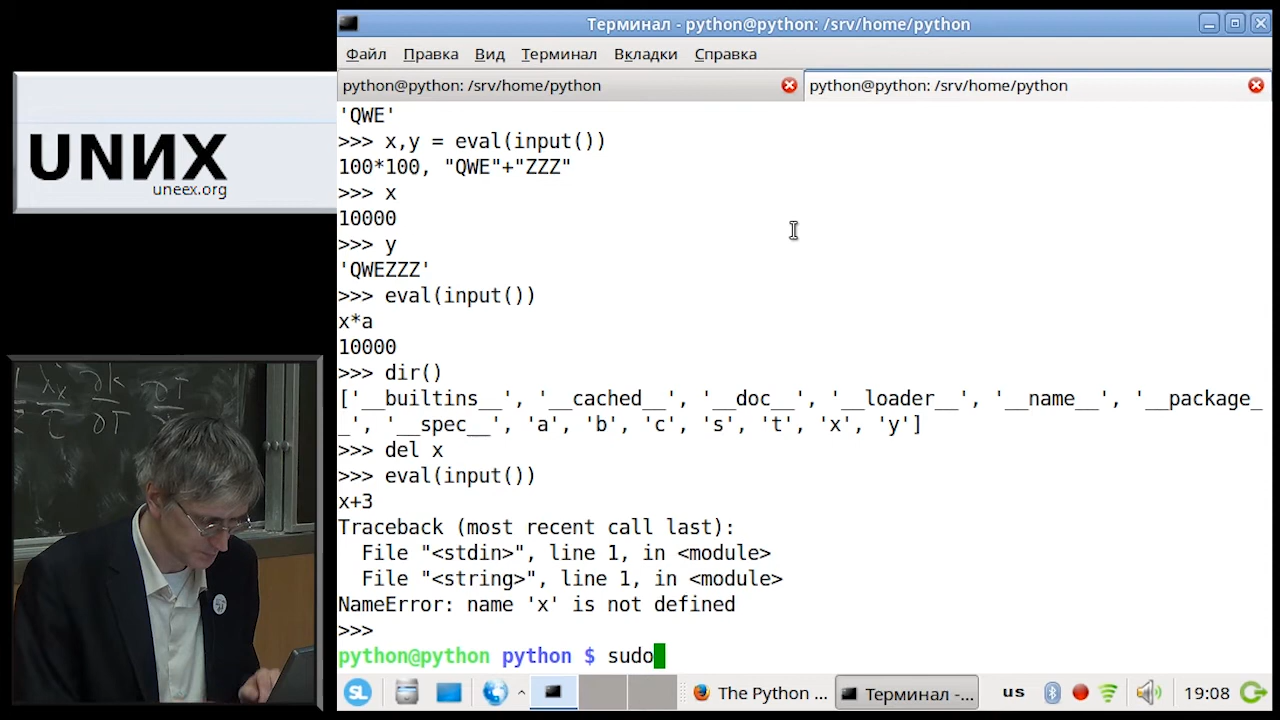 Терминал - python@python: /srv/home/python
Файл Правка Вид Терминал Вкладки Справка
python@python: /srv/home/python
python@python: /srv/home/python
UNИX
uneex.org
'QWE'
>>> x,y = eval(input())
100*100, "QWE"+"ZZZ"
>>> x
10000
>>> y
'QWEZZZ'
>>> eval(input())
x*a
10000
>>> dir()
['__builtins__', '__cached__', '__doc__', '__loader__', '__name__', '__package_
_', '__spec__', 'a', 'b', 'c', 's', 't', 'x', 'y']
>>> del x
>>> eval(input())
x+3
Traceback (most recent call last):
  File "<stdin>", line 1, in <module>
  File "<string>", line 1, in <module>
NameError: name 'x' is not defined
>>>
python@python python $ sudo
SL
The Python ...
Терминал -...
us
19:08